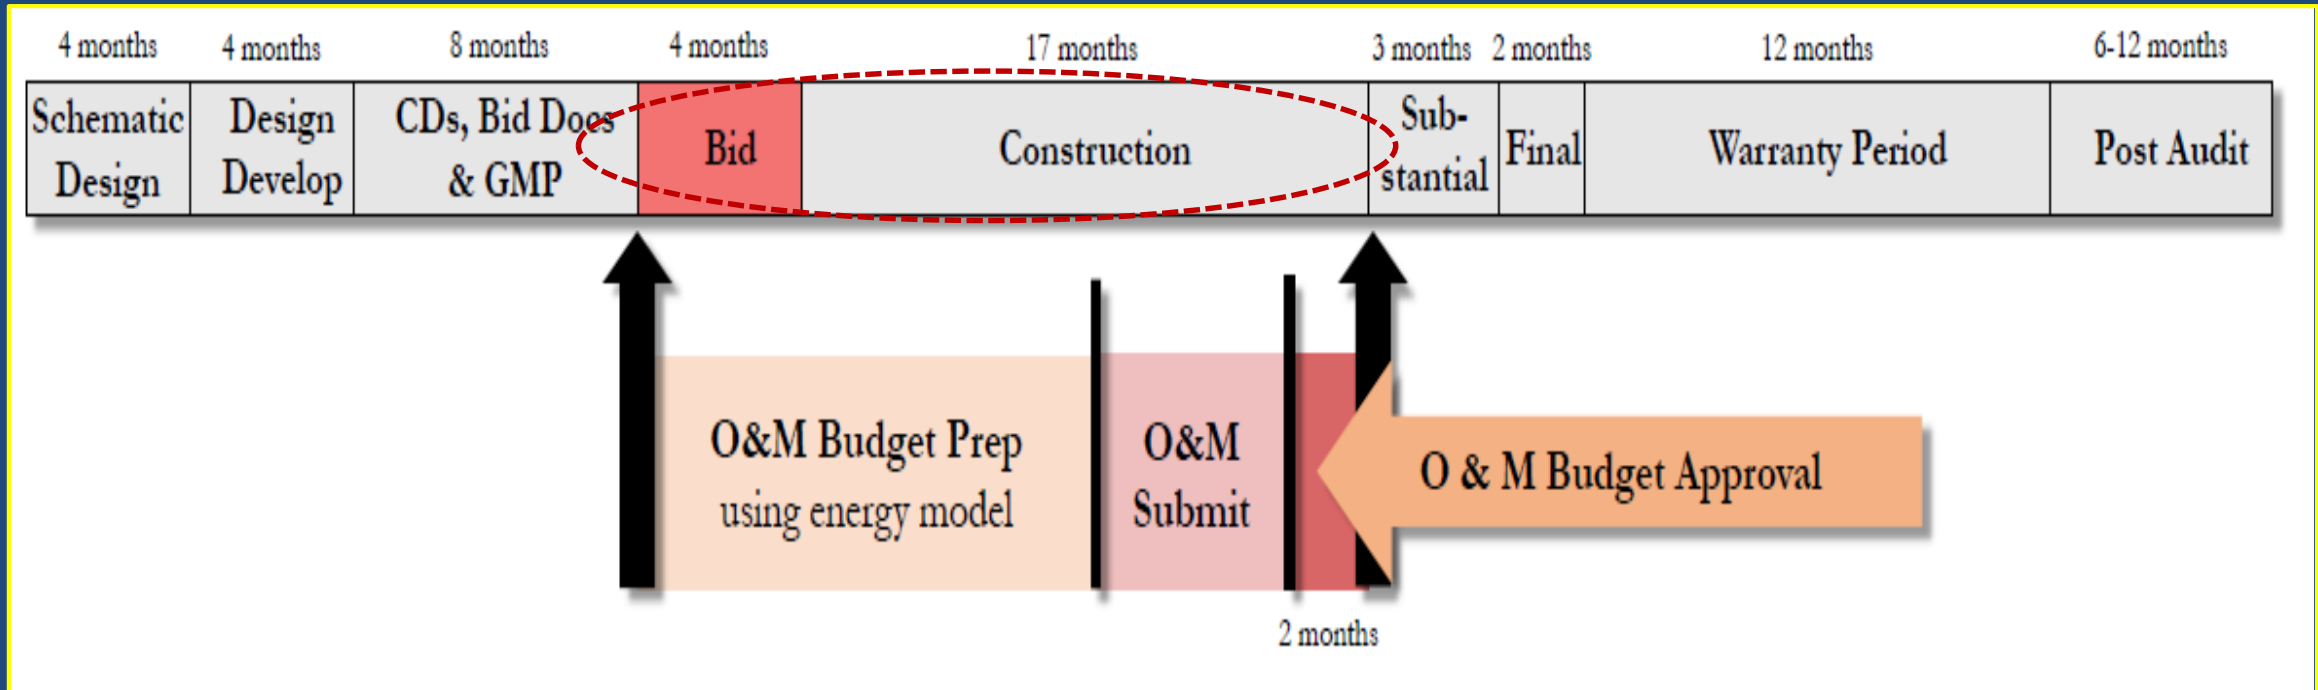 4 months 4 months 8 months 4 months 17 months 3 months 2 months 12 months 6-12 months
Schematic
Design
Design
Develop
CDs, Bid Docs
& GMP
Bid
Construction
Sub-
stantial
Final
Warranty Period
Post Audit
O&M Budget Prep
using energy model
O&M
Submit
O & M Budget Approval
2 months